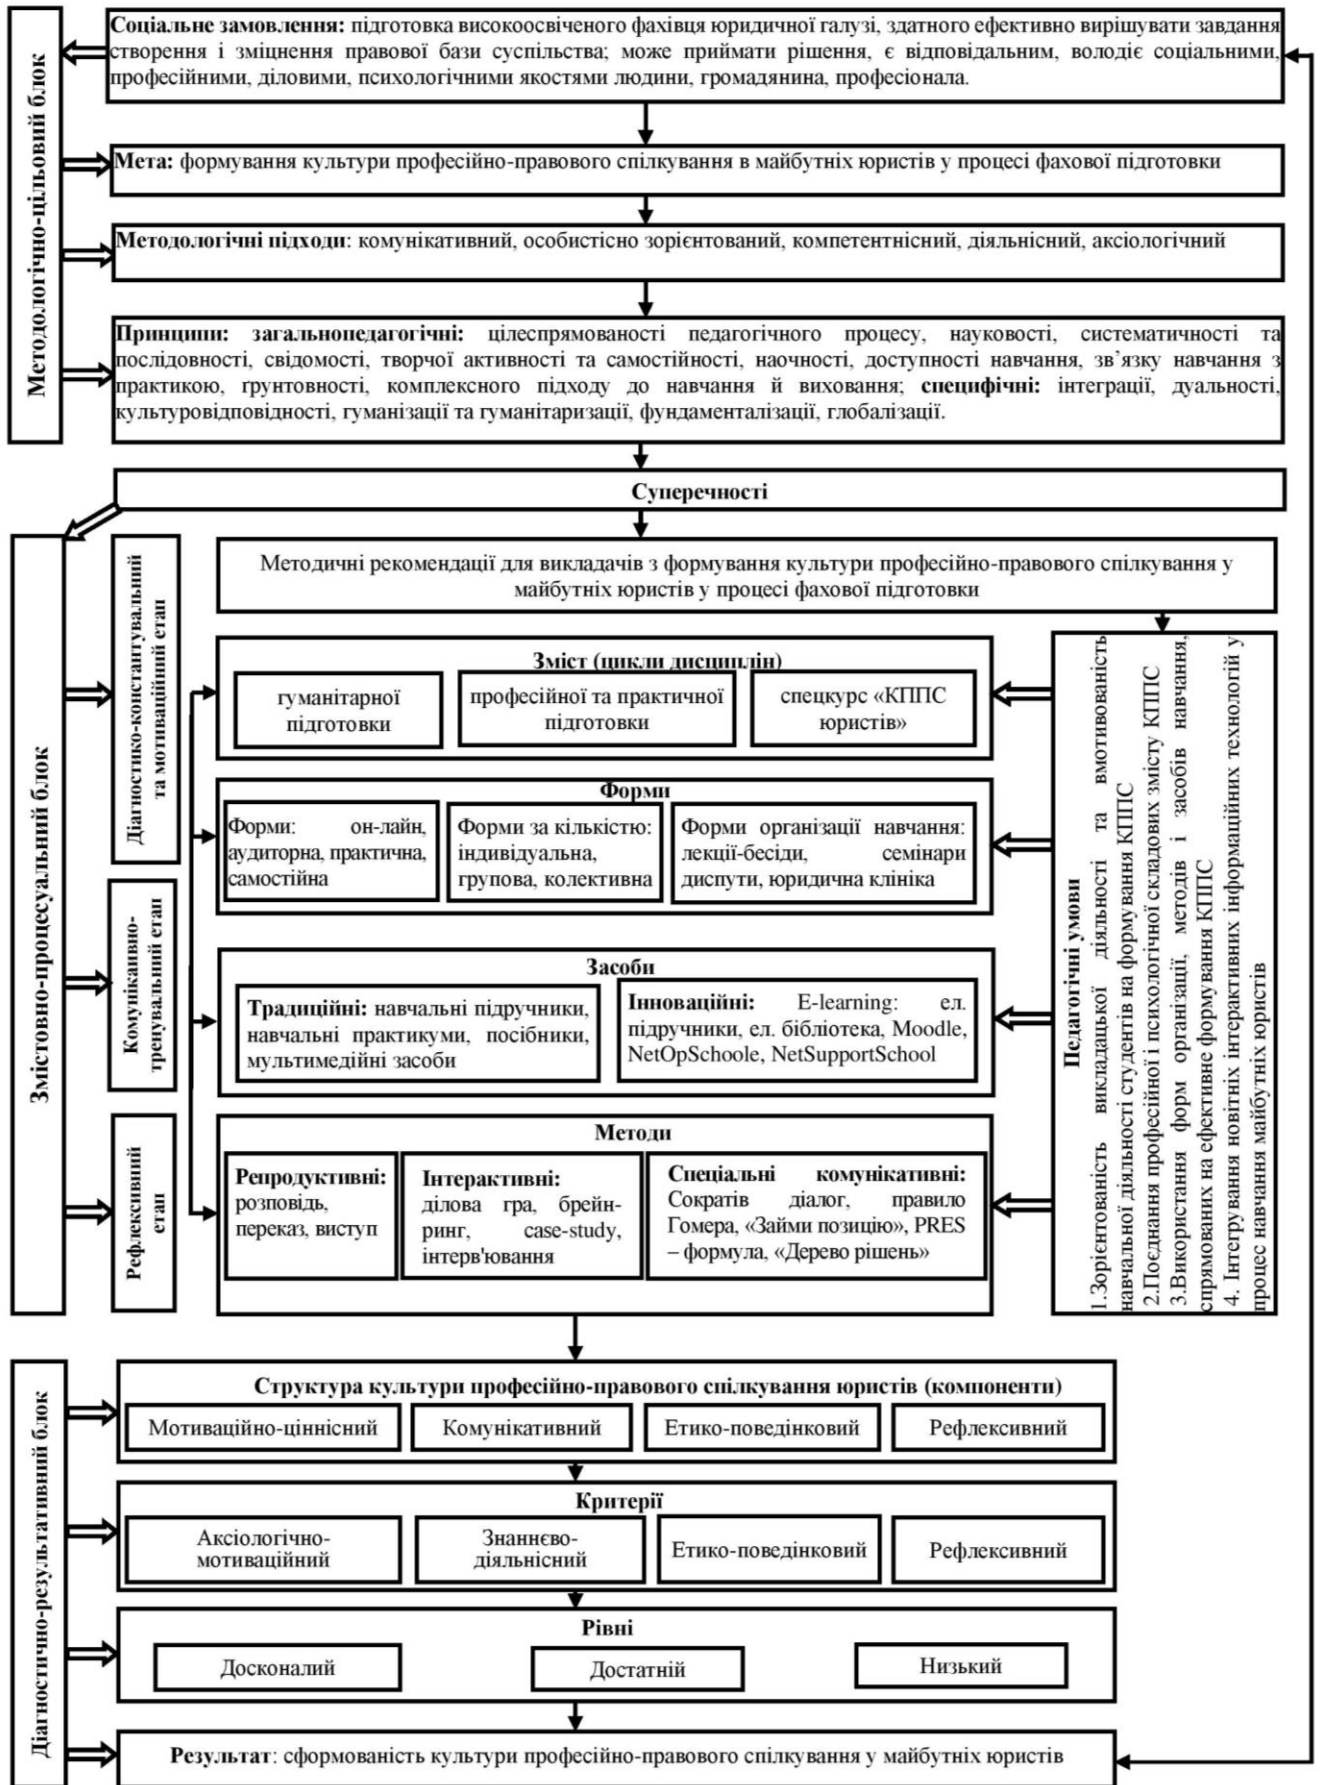 Методологічно-цільовий блок
Соціальне замовлення: підготовка високоосвіченого фахівця юридичної галузі, здатного ефективно вирішувати завдання
створення і зміцнення правової бази суспільства; може приймати рішення, є відповідальним, володіє соціальними,
професійними, діловими, психологічними якостями людини, громадянина, професіонала.
Мета: формування культури професійно-правового спілкування в майбутніх юристів у процесі фахової підготовки
Методологічні підходи: комунікативний, особистісно зорієнтований, компетентнісний, діяльнісний, аксіологічний
Принципи: загальнопедагогічні: цілеспрямованості педагогічного процесу, науковості, систематичності та
послідовності, свідомості, творчої активності та самостійності, наочності, доступності навчання, зв’язку навчання з
практикою, ґрунтовності, комплексного підходу до навчання й виховання; специфічні: інтеграції, дуальності,
культуровідповідності, гуманізації та гуманітаризації, фундаменталізації, глобалізації.
Суперечності
Змістовно-процесуальний блок
Діагностико-константувальний
та мотиваційний етап
Комунікаивно-
тренувальний етап
Рефлексивний
етап
Методичні рекомендації для викладачів з формування культури професійно-правового спілкування у
майбутніх юристів у процесі фахової підготовки
Зміст (цикли дисциплін)
гуманітарної
підготовки
професійної та практичної
підготовки
спецкурс «КППС
юристів»
Форми
Форми: он-лайн,
аудиторна, практична,
самостійна
Форми за кількістю:
індивідуальна,
групова, колективна
Форми організації навчання:
лекції-бесіди, семінари
диспути, юридична клініка
Засоби
Традиційні: навчальні підручники,
навчальні практикуми, посібники,
мультимедійні засоби
Інноваційні: E-learning: ел.
підручники, ел. бібліотека, Moodle,
NetOpSchoole, NetSupportSchool
Методи
Репродуктивні:
розповідь,
переказ, виступ
Інтерактивні:
ділова гра, брейн-
ринг, case-study,
інтерв'ювання
Спеціальні комунікативні:
Сократів діалог, правило
Гомера, «Займи позицію», PRES
– формула, «Дерево рішень»
Педагогічні умови
1.Зорієнтованість викладацької діяльності та вмотивованість
навчальної діяльності студентів на формування КППС
2.Поєднання професійної і психологічної складових змісту КППС
3.Використання форм організації, методів і засобів навчання,
спрямованих на ефективне формування КППС
4. Інтегрування новітніх інтерактивних інформаційних технологій у
процес навчання майбутніх юристів
Діагностично-результативний блок
Структура культури професійно-правового спілкування юристів (компоненти)
Мотиваційно-ціннісний
Комунікативний
Етико-поведінковий
Рефлексивний
Критерії
Аксіологічно-
мотиваційний
Знаннєво-
діяльнісний
Етико-поведінковий
Рефлексивний
Рівні
Досконалий
Достатній
Низький
Результат: сформованість культури професійно-правового спілкування у майбутніх юристів